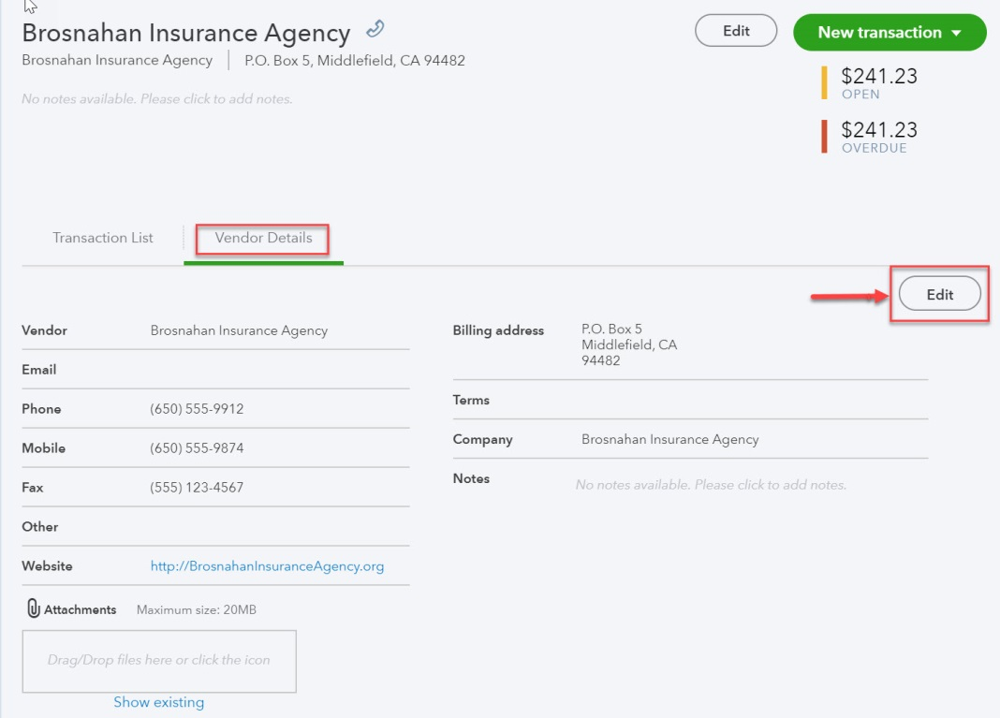 Brosnahan Insurance Agency
Edit
New transaction
Brosnahan Insurance Agency
P.O. Box 5, Middlefield, CA 94482
$241.23
OPEN
No notes available. Please click to add notes.
$241.23
OVERDUE
Transaction List
Vendor Details
Edit
Vendor Brosnahan Insurance Agency
Email
Phone (650) 555-9912
Mobile (650) 555-9874
Fax (555) 123-4567
Other
Website http://BrosnahanInsuranceAgency.org
Attachments Maximum size: 20MB
Drag/Drop files here or click the icon
Show existing
Billing address P.O. Box 5
Middlefield, CA
94482
Terms
Company Brosnahan Insurance Agency
Notes No notes available. Please click to add notes.